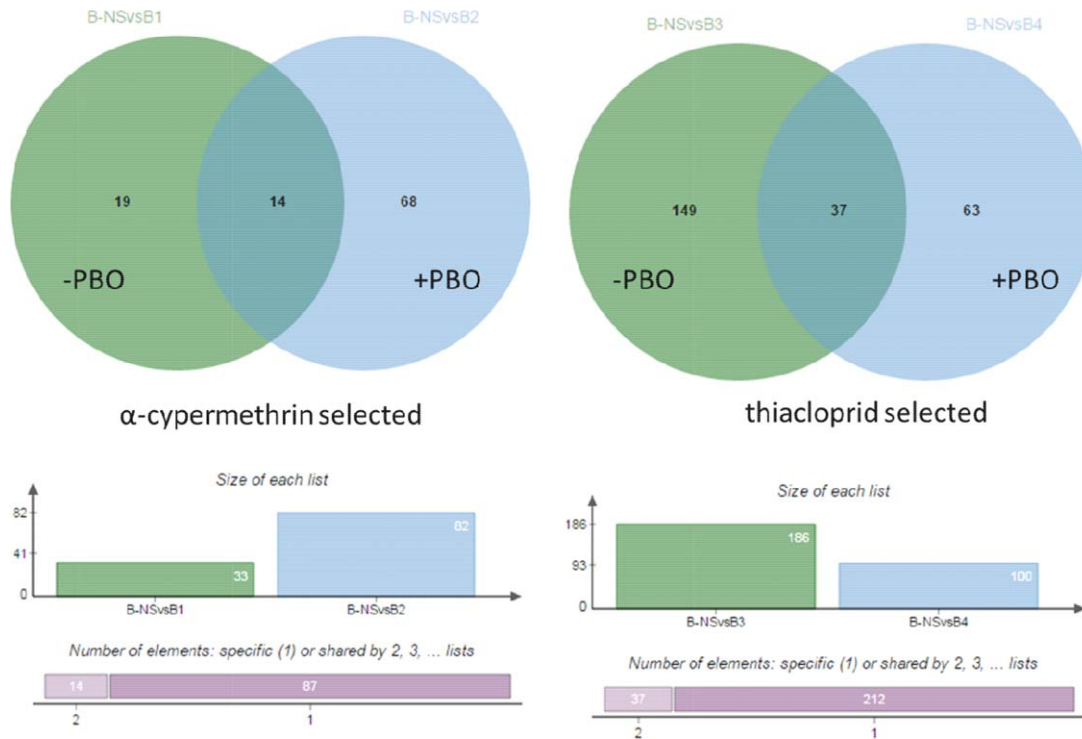 B-NSvsB1
B-NSvsB2
19
14
68
-PBO
+PBO
α-cypermethrin selected
Size of each list
82
41
0
33
82
B-NSvsB1
B-NSvsB2
Number of elements: specific (1) or shared by 2, 3, ... lists
14
87
2
1
B-NSvsB3
B-NSvsB4
149
37
63
-PBO
+PBO
thiacloprid selected
Size of each list
186
93
0
186
100
B-NSvsB3
B-NSvsB4
Number of elements: specific (1) or shared by 2, 3, ... lists
37
212
2
1